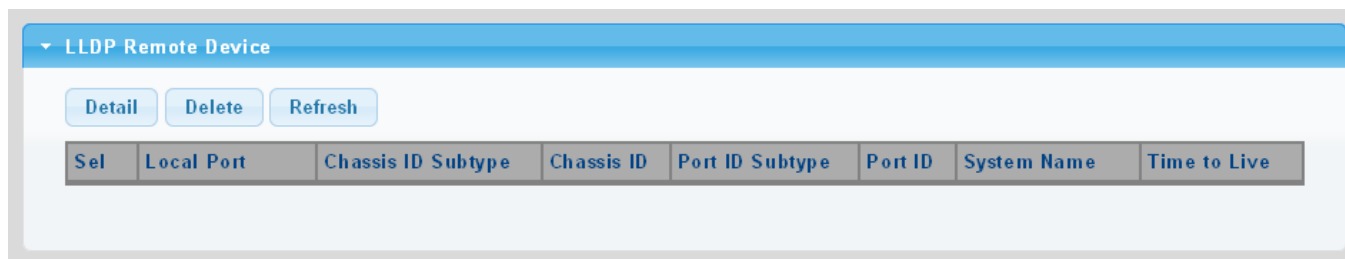 LLDP Remote Device
Detail Delete Refresh
Sel Local Port Chassis ID Subtype Chassis ID Port ID Subtype Port ID System Name Time to Live